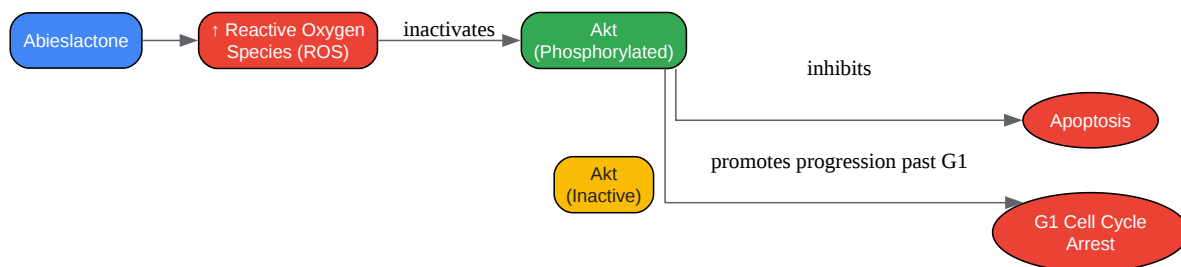 Abieslactone
↑ Reactive Oxygen
Species (ROS)
inactivates
Akt
(Phosphorylated)
inhibits
Apoptosis
Akt
(Inactive)
promotes progression past G1
G1 Cell Cycle
Arrest